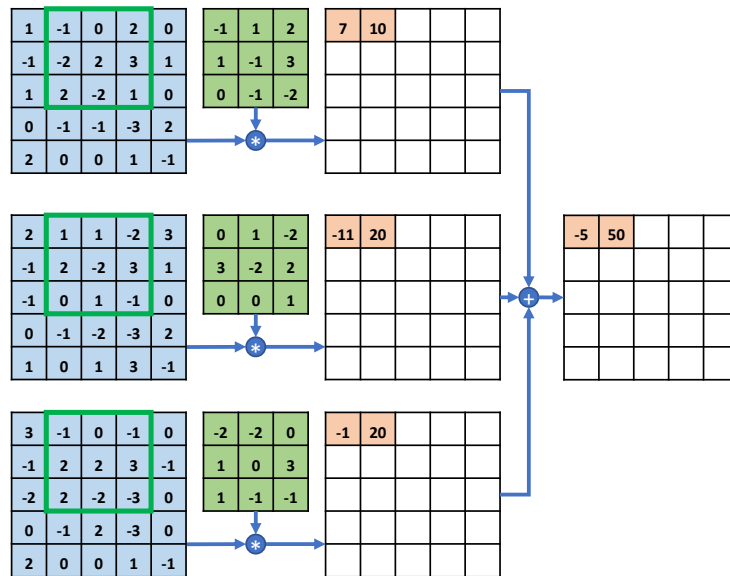 1 -1 0 2 0 -1 1 2 7 10
-1 -2 2 3 1 1 -1 3
1 2 -2 1 0 0 -1 -2
0 -1 -1 -3 2
*
2 0 0 1 -1
2 1 1 -2 3 0 1 -2 -11 20 -5 50
-1 2 -2 3 1 3 -2 2
-1 0 1 -1 0 0 0 1
+
0 -1 -2 -3 2
*
1 0 1 3 -1
3 -1 0 -1 0 -2 -2 0 -1 20
-1 2 2 3 -1 1 0 3
-2 2 -2 -3 0 1 -1 -1
0 -1 2 -3 0
*
2 0 0 1 -1